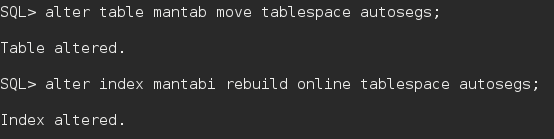 SQL> alter table mantab move tablespace autosegs;
Table altered.
SQL> alter index mantabi rebuild online tablespace autosegs;
Index altered.